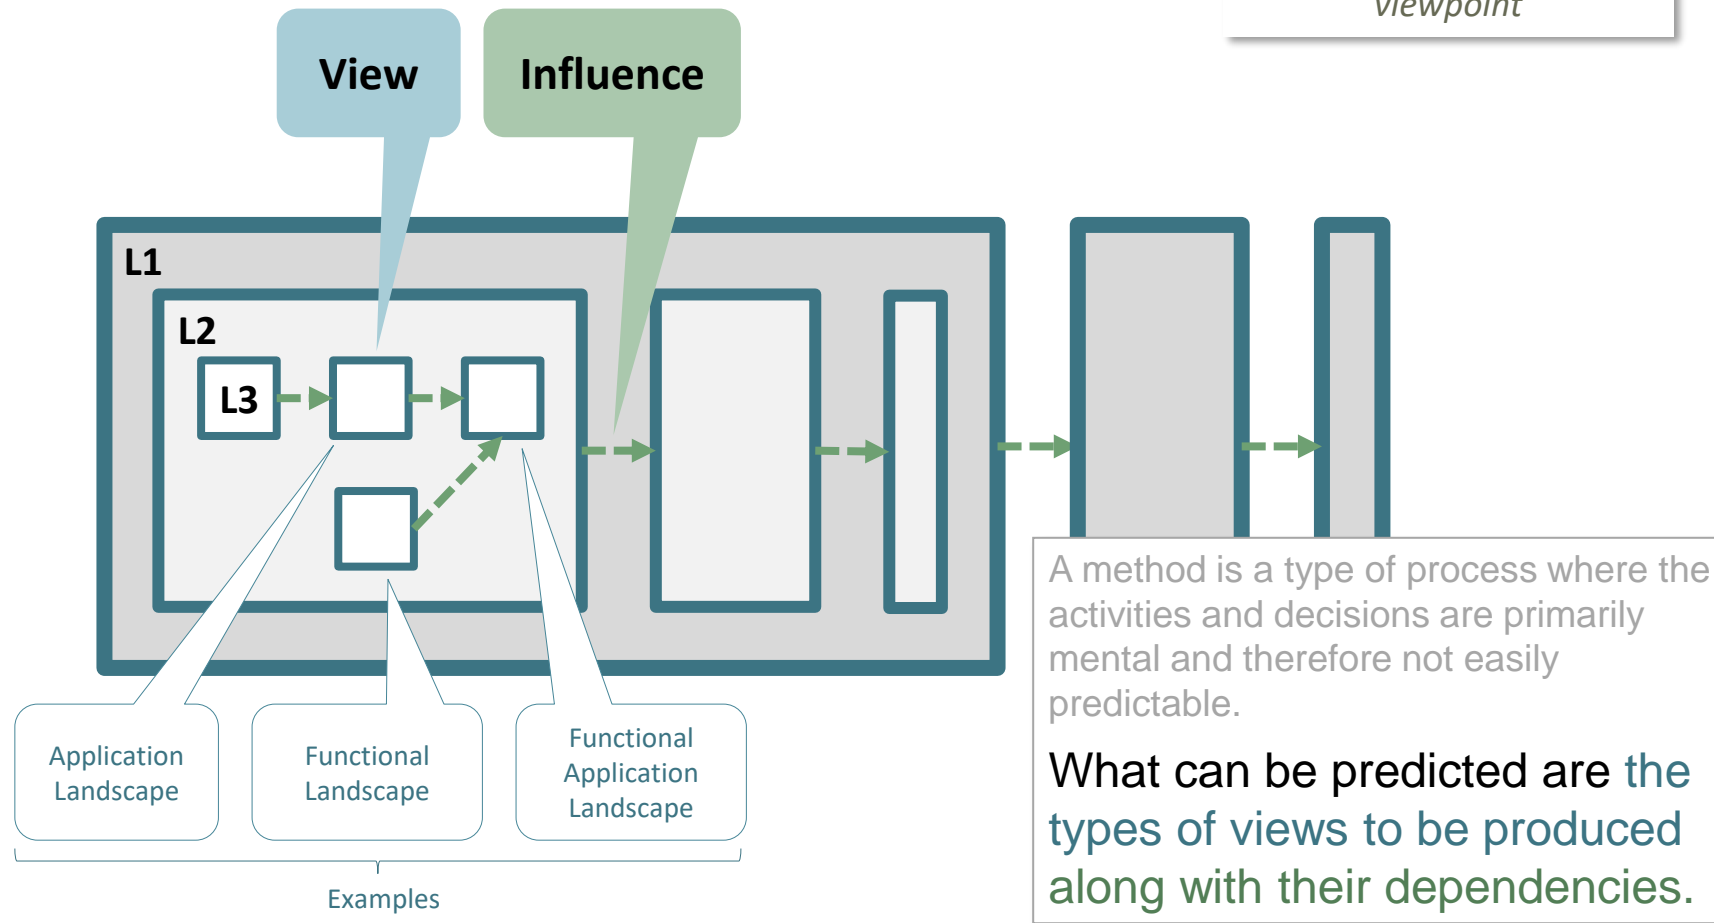 viewpoint
View
Influence
L1
L2
L3
A method is a type of process where the
activities and decisions are primarily
mental and therefore not easily
predictable.
What can be predicted are the
types of views to be produced
along with their dependencies.
Application
Landscape
Functional
Landscape
Functional
Application
Landscape
Examples